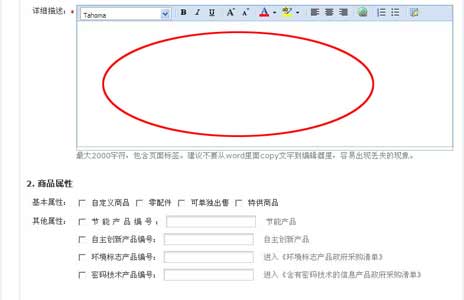 详细描述： * Tahoma B I U A A A ab
最大2000字符，包含页面标签。建议不要从word里面copy文字到编辑器里，容易出现丢失的现象。
2. 商品属性
基本属性： 自定义商品 零配件 可单独出售 特供商品
其他属性： 节 能 产 品 编 号 ： 节能产品
自主创新产品编号： 自主创新产品
环境标志产品编号： 进入《环境标志产品政府采购清单》
密码技术产品编号： 进入《含有密码技术的信息产品政府采购清单》